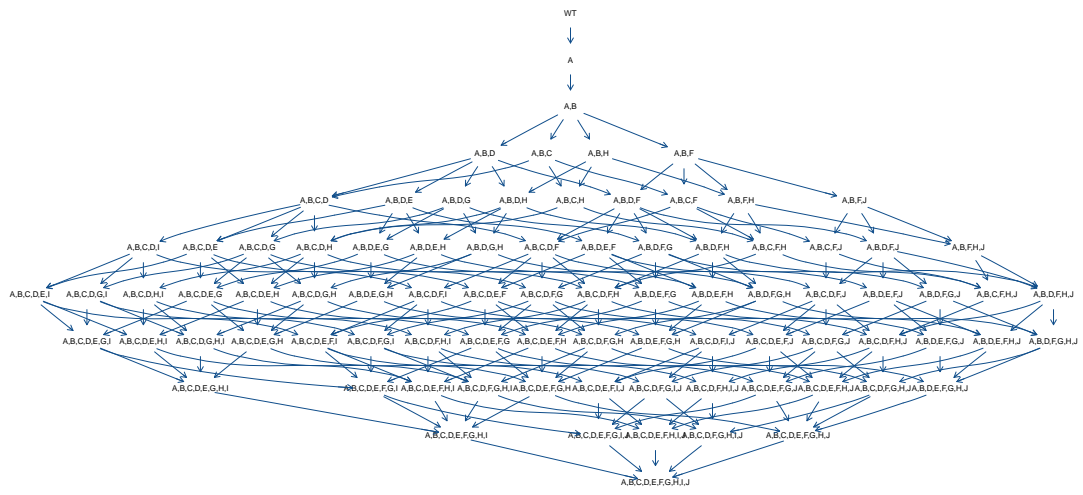 WT
A
A,B
A,B,D A,B,C A,B,H A,B,F
A,B,C,D A,B,D,E A,B,D,G A,B,D,H A,B,C,H A,B,D,F A,B,C,F A,B,F,H A,B,F,J
A,B,C,D,H A,B,C,D,E A,B,C,D,G A,B,C,D,I A,B,D,E,G A,B,D,E,H A,B,D,G,H A,B,C,D,F A,B,D,E,F A,B,D,F,G A,B,D,F,H A,B,C,F,H A,B,C,F,J A,B,D,F,J A,B,F,H,J
A,B,C,D,E,I A,B,C,D,G,I A,B,C,D,H,I A,B,C,D,E,G A,B,C,D,E,H A,B,C,D,G,H A,B,D,E,G,H A,B,C,D,F,I A,B,C,D,E,F A,B,C,D,F,G A,B,C,D,F,H A,B,D,E,F,G A,B,D,E,F,H A,B,D,F,G,H A,B,C,D,F,J A,B,D,E,F,J A,B,D,F,G,J A,B,C,F,H,J A,B,D,F,H,J
A,B,C,D,E,G,I A,B,C,D,E,H,I A,B,C,D,G,H,I A,B,C,D,E,G,H A,B,C,D,E,F,I A,B,C,D,F,G,I A,B,C,D,F,H,I A,B,C,D,E,F,G A,B,C,D,E,F,H A,B,C,D,F,G,H A,B,D,E,F,G,H A,B,C,D,F,I,J A,B,C,D,E,F,J A,B,C,D,F,G,J A,B,C,D,F,H,J A,B,D,E,F,G,J A,B,D,E,F,H,J A,B,D,F,G,H,J
A,B,C,D,E,G,H,I A,B,C,D,E,F,G,I A,B,C,D,E,F,H,I A,B,C,D,F,G,H,I A,B,C,D,E,F,G,H A,B,C,D,E,F,I,J A,B,C,D,F,G,I,J A,B,C,D,F,H,I,J A,B,C,D,E,F,G,J A,B,C,D,E,F,H,J A,B,C,D,F,G,H,J A,B,D,E,F,G,H,J
A,B,C,D,E,F,G,H,I A,B,C,D,E,F,G,I,J A,B,C,D,E,F,H,I,J A,B,C,D,F,G,H,I,J A,B,C,D,E,F,G,H,J
A,B,C,D,E,F,G,H,I,J